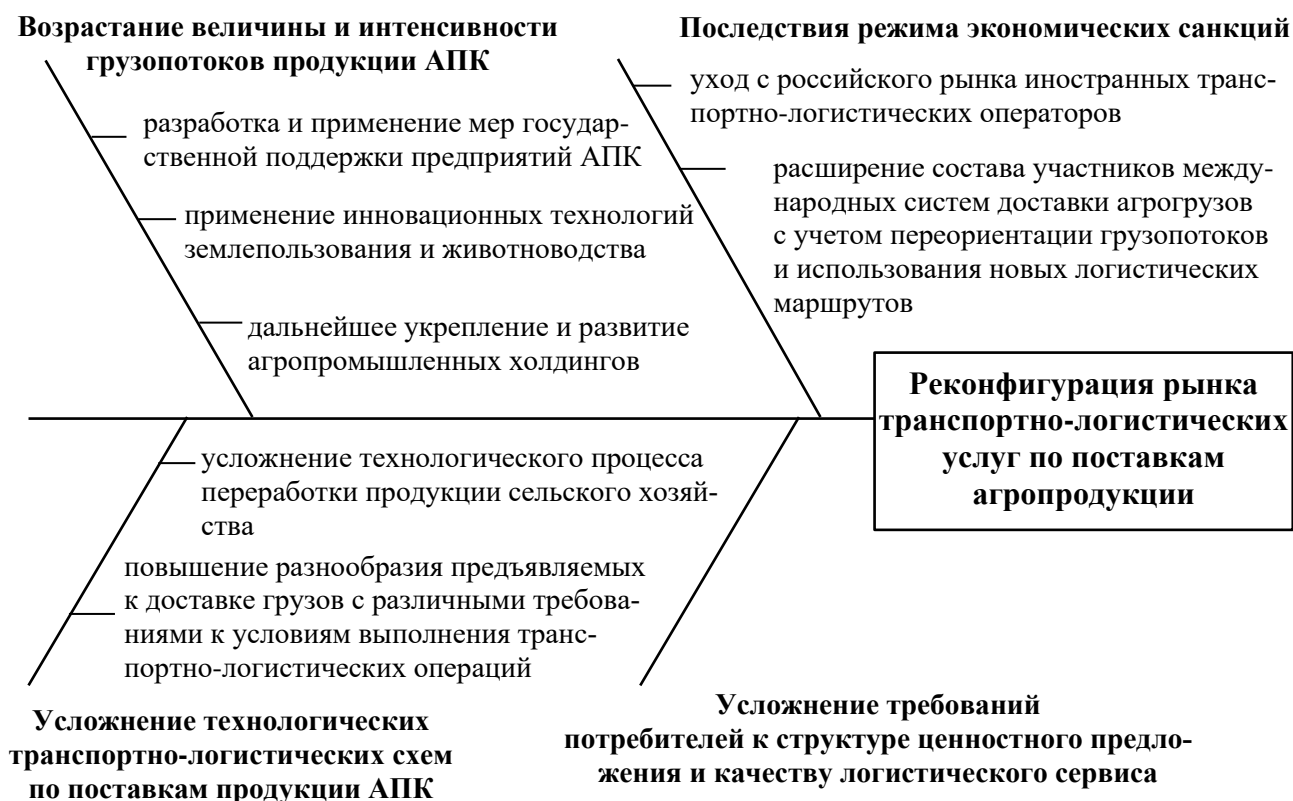 Возрастание величины и интенсивности
грузопотоков продукции АПК
разработка и применение мер государ-
ственной поддержки предприятий АПК
применение инновационных технологий
землепользования и животноводства
дальнейшее укрепление и развитие
агропромышленных холдингов
Последствия режима экономических санкций
уход с российского рынка иностранных транс-
портно-логистических операторов
расширение состава участников между-
народных систем доставки агрогрузов
с учетом переориентации грузопотоков
и использования новых логистических
маршрутов
Реконфигурация рынка
транспортно-логистических
услуг по поставкам
агропродукции
усложнение технологического процесса
переработки продукции сельского хозяй-
ства
повышение разнообразия предъявляемых
к доставке грузов с различными требова-
ниями к условиям выполнения транс-
портно-логистических операций
Усложнение технологических
транспортно-логистических схем
по поставкам продукции АПК
Усложнение требований
потребителей к структуре ценностного предло-
жения и качеству логистического сервиса